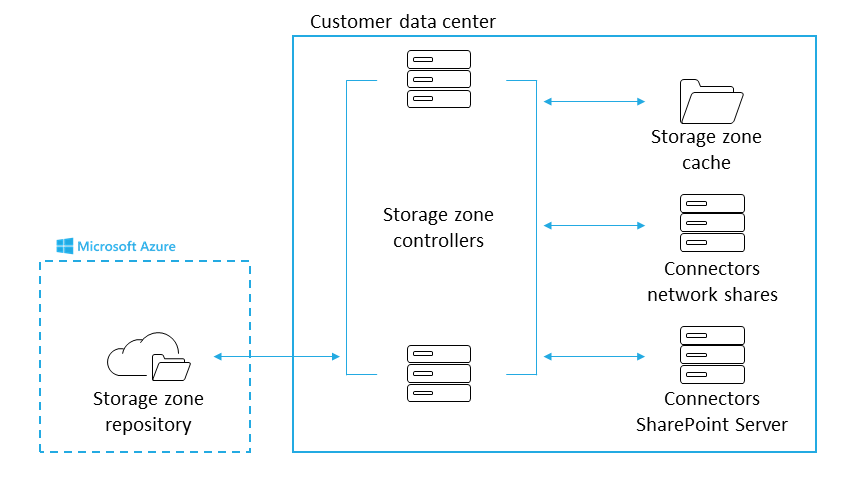 Customer data center
Storage zone
cache
Storage zone
controllers
Microsoft Azure
Connectors
network shares
Storage zone
repository
Connectors
SharePoint Server